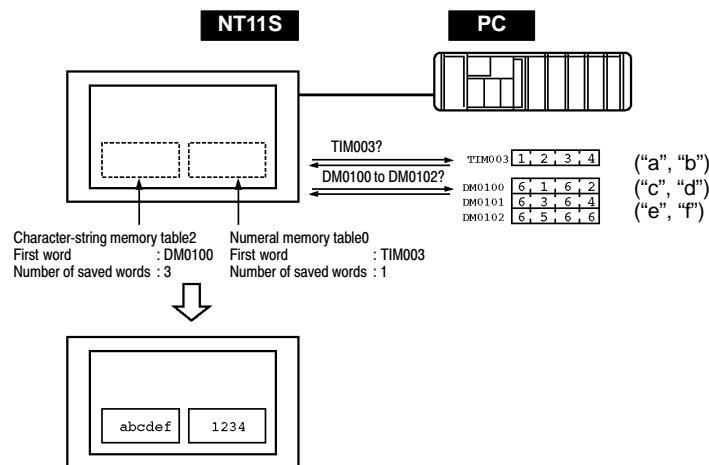 NT11S PC
TIM003?
TIM003 1 2 3 4 (“a”, “b”)
DM0100 to DM0102?
DM0100 6 1 6 2 (“c”, “d”)
DM0101 6 3 6 4 (“e”, “f”)
DM0102 6 5 6 6
Character-string memory table2
First word : DM0100
Number of saved words : 3
Numeral memory table0
First word : TIM003
Number of saved words : 1
abcdef 1234